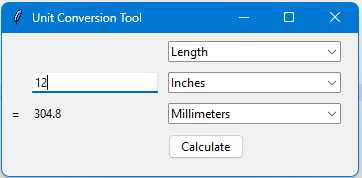 Unit Conversion Tool
Length
12 Inches
= 304.8 Millimeters
Calculate